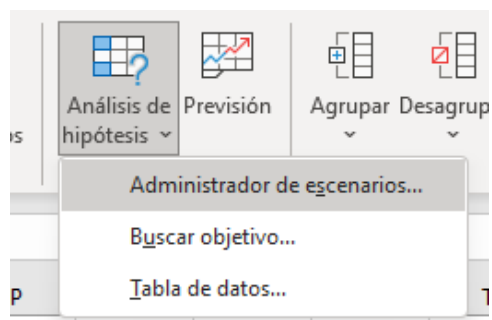 Análisis de
hipótesis
Previsión
Agrupar
Desagrup
Administrador de escenarios...
Buscar objetivo...
Tabla de datos...
P